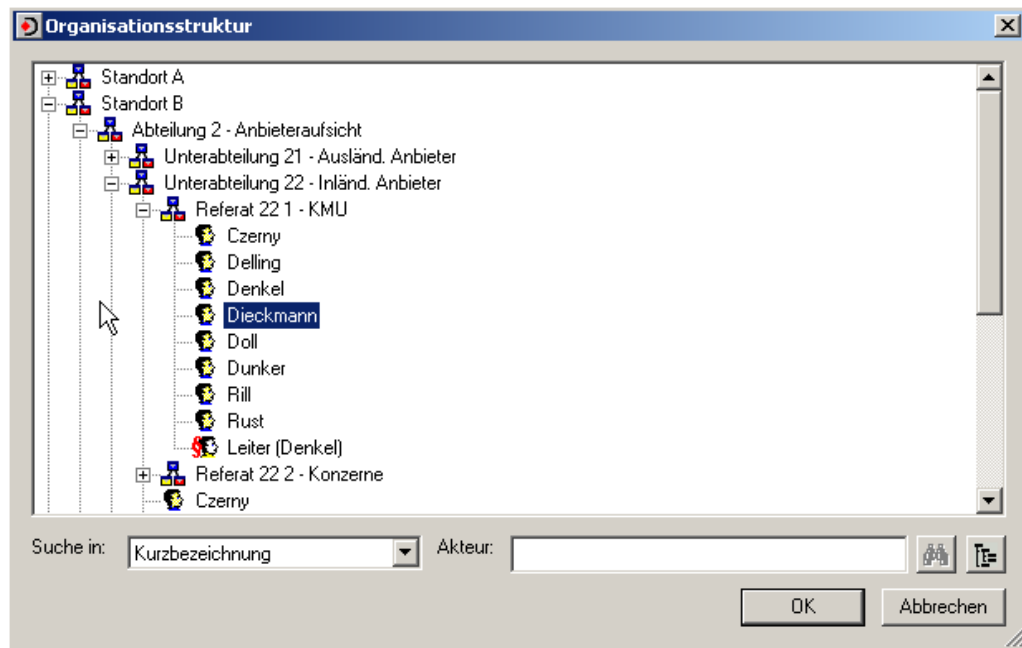 Organisationsstruktur
Standort A
Standort B
Abteilung 2 - Anbieteraufsicht
Unterabteilung 21 - Ausländ. Anbieter
Unterabteilung 22 - Inländ. Anbieter
Referat 22 1 - KMU
Czerny
Delling
Denkel
Dieckmann
Doll
Dunker
Rill
Rust
Leiter (Denkel)
Referat 22 2 - Konzerne
Czerny
Suche in: Kurzbezeichnung Akteur:
OK Abbrechen